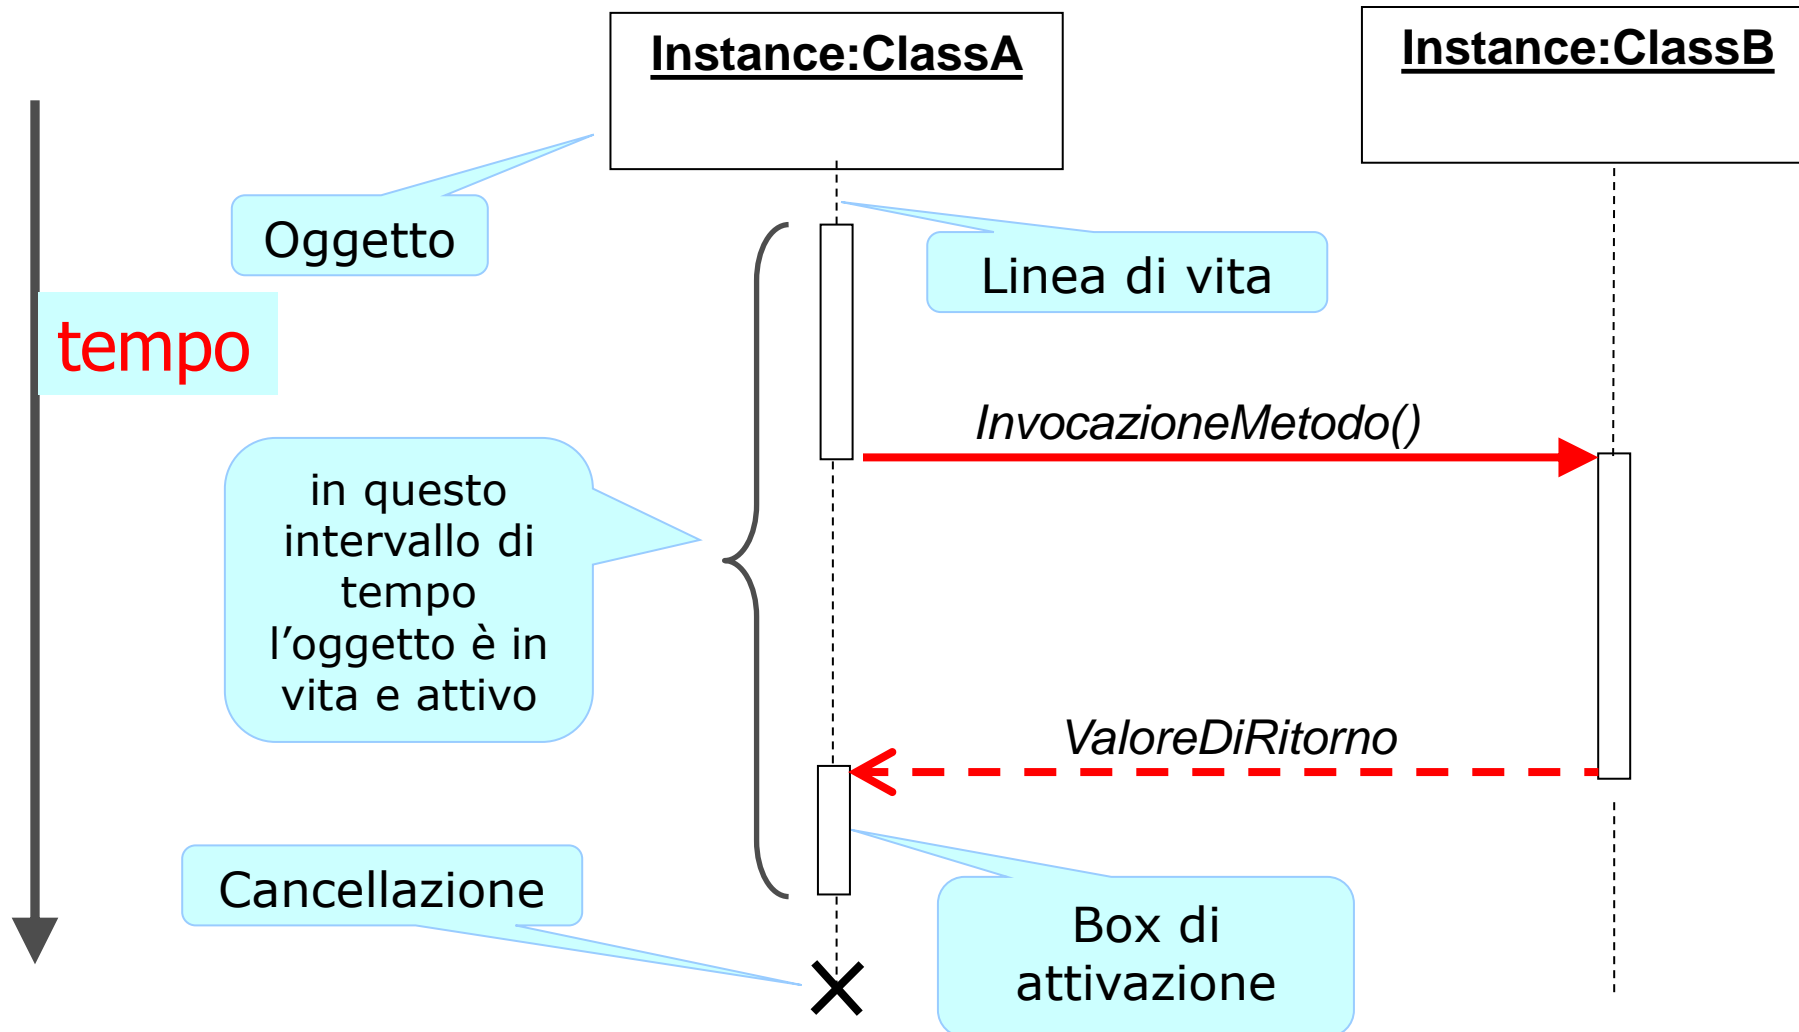 Instance:ClassA
Instance:ClassB
Oggetto
Linea di vita
tempo
InvocazioneMetodo()
in questo
intervallo di
tempo
l’oggetto è in
vita e attivo
ValoreDiRitorno
Cancellazione
Box di
attivazione